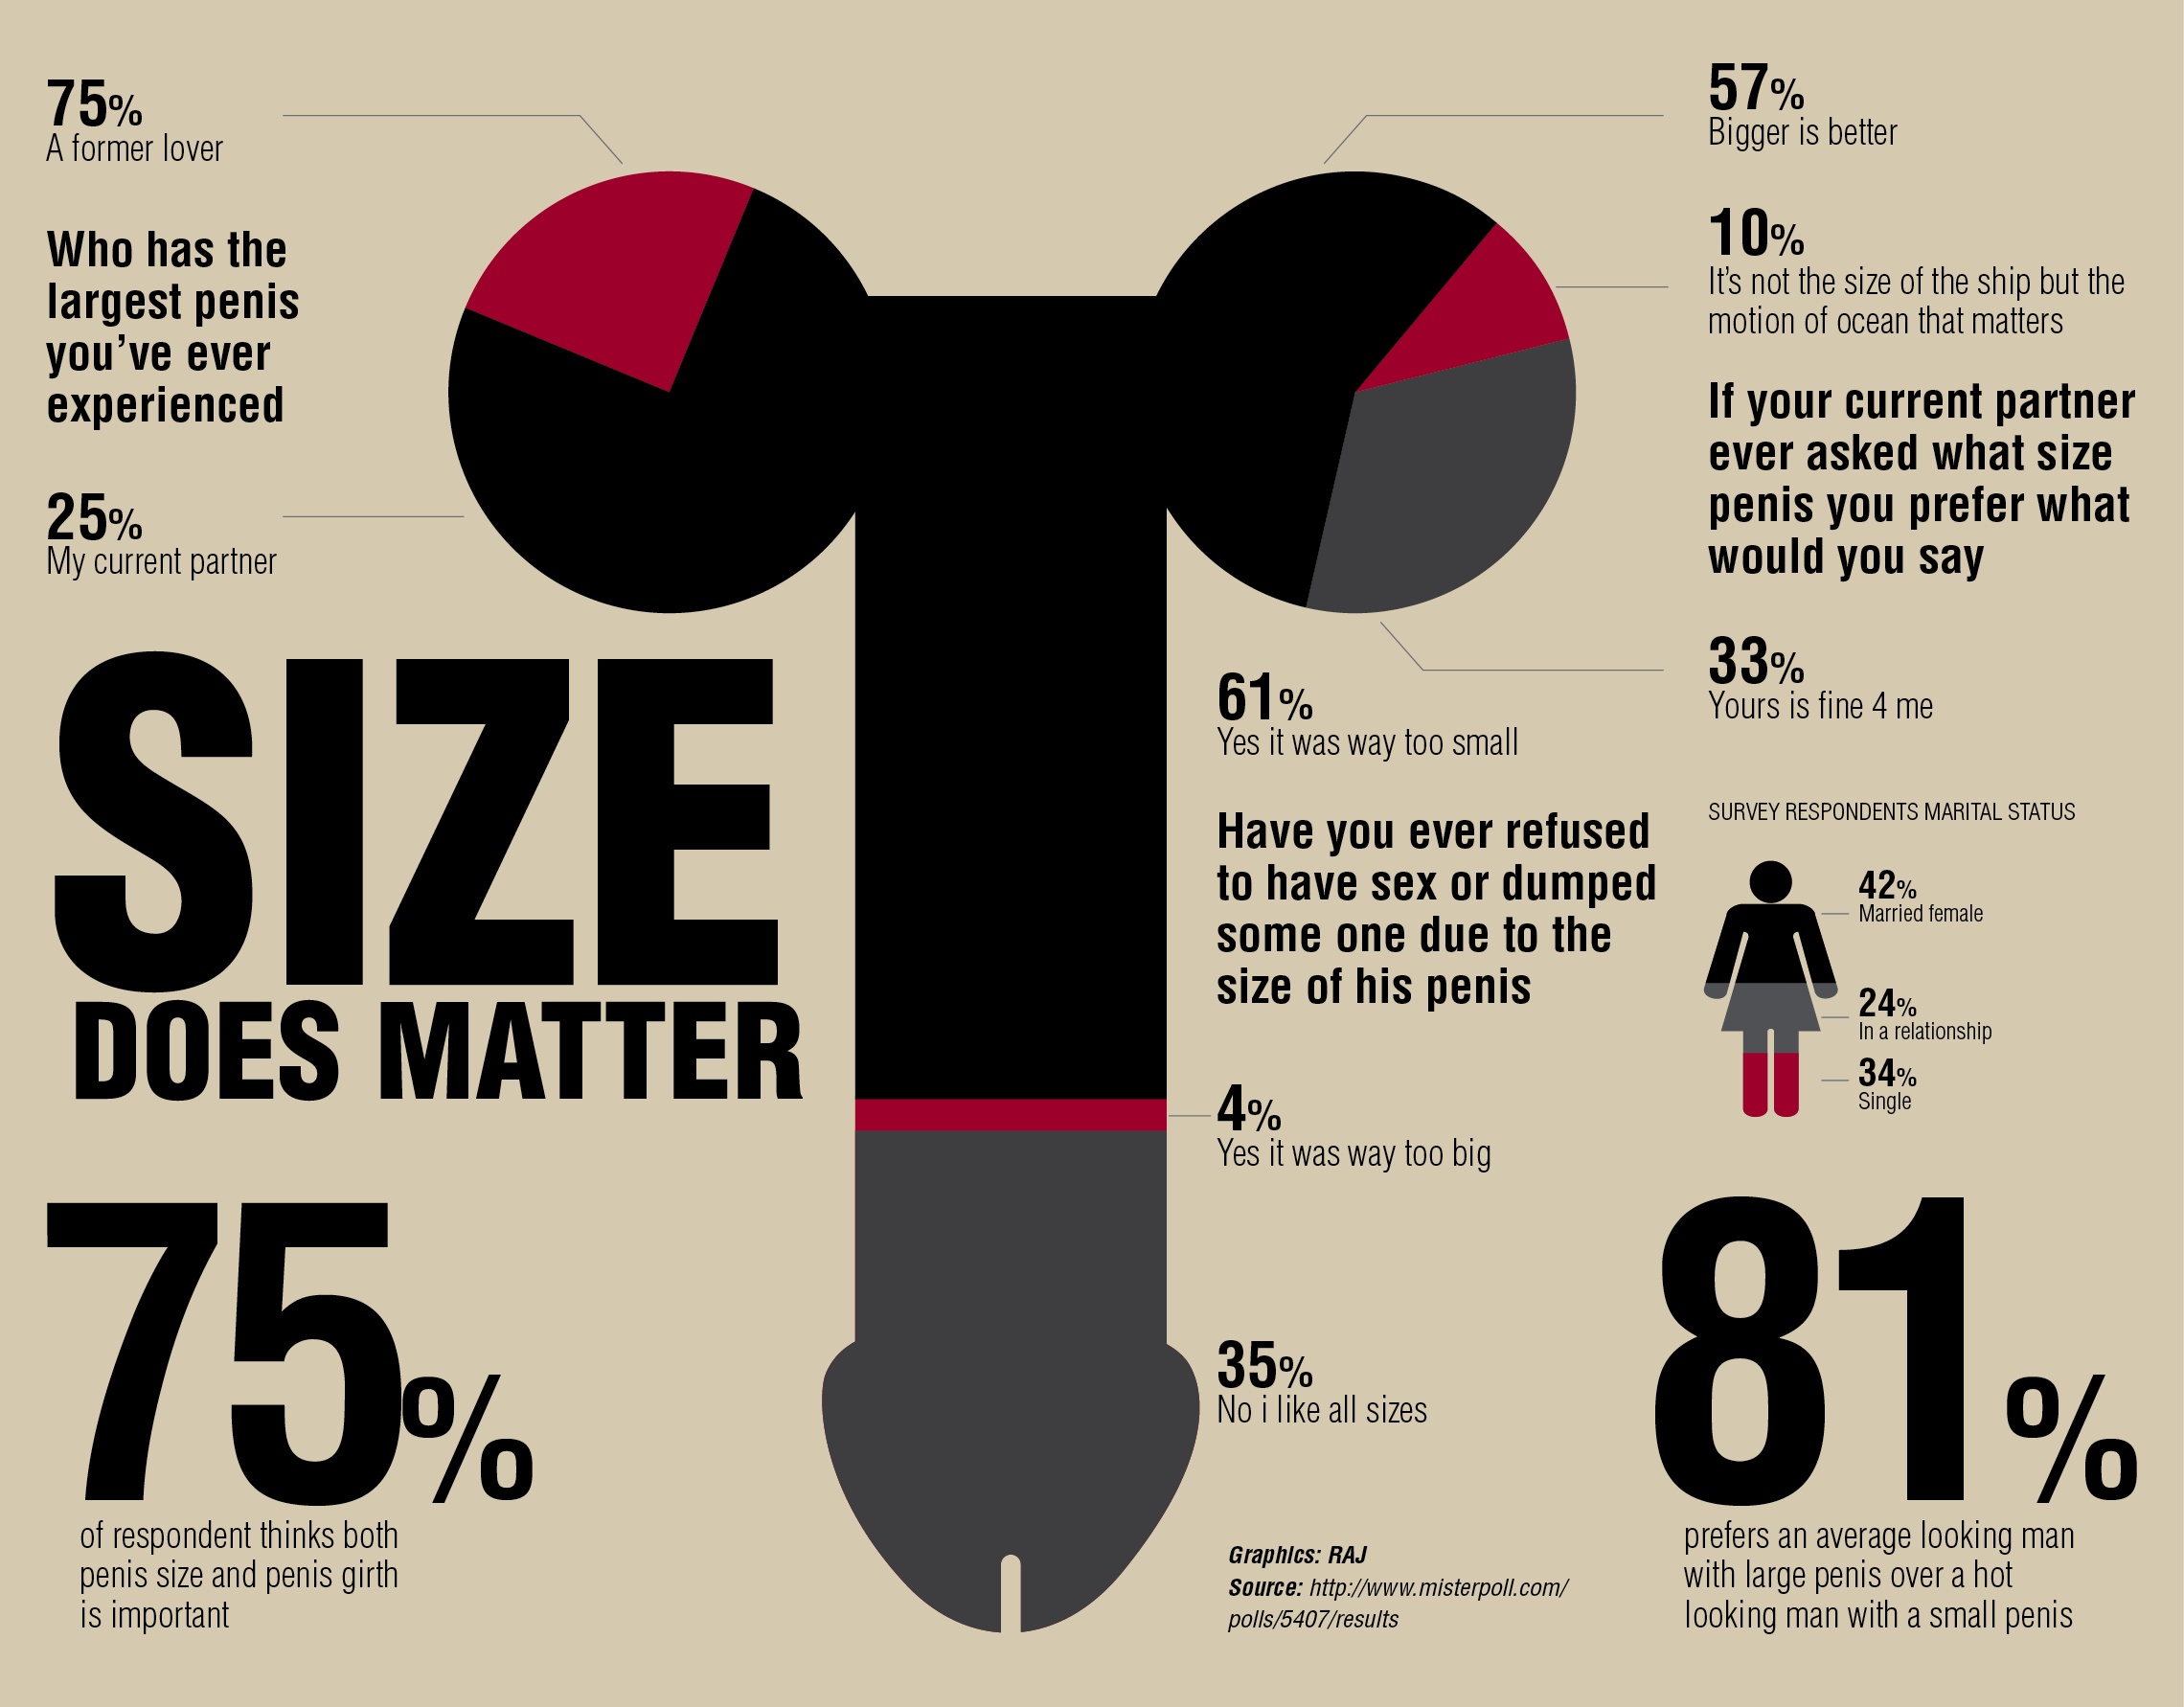 75%
A former lover
Who has the
largest penis
you've ever
experienced
25%
My current partner
57%
Bigger is better
10%
It's not the size of the ship but the
motion of ocean that matters
If your current partner
ever asked what size
penis you prefer what
would you say
33%
Yours is fine 4 me
SIZE
DOES MATTER
61%
Yes it was way too small
Have you ever refused
to have sex or dumped
some one due to the
size of his penis
4%
Yes it was way too big
35%
No i like all sizes
SURVEY RESPONDENTS MARITAL STATUS
42%
Married female
24%
In a relationship
34%
Single
75%
of respondent thinks both
penis size and penis girth
is important
Graphics: RAJ
Source: http://www.misterpoll.com/
polls/5407/results
81%
prefers an average looking man
with large penis over a hot
looking man with a small penis